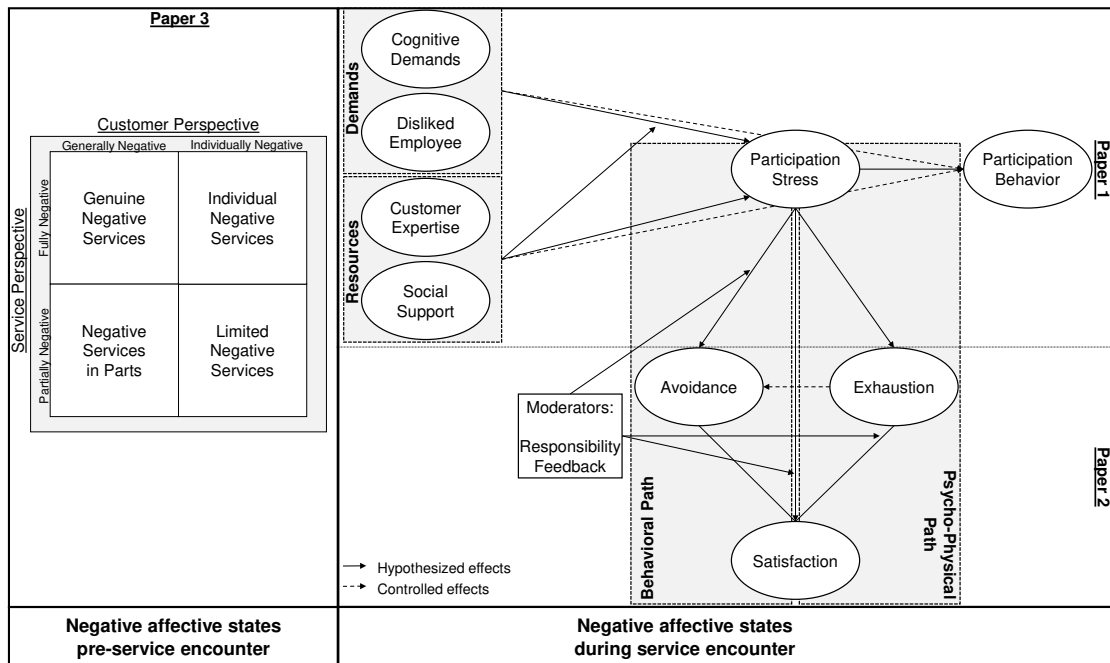 Paper 3
Customer Perspective
Generally Negative
Individually Negative
Service Perspective
Fully Negative
Partially Negative
Genuine
Negative
Services
Individual
Negative
Services
Negative
Services
in Parts
Limited
Negative
Services
Demands
Cognitive
Demands
Disliked
Employee
Resources
Customer
Expertise
Social
Support
Participation
Stress
Participation
Behavior
Paper 1
Avoidance
Exhaustion
Moderators:
Responsibility
Feedback
Behavioral Path
Psycho-Physical
Path
Satisfaction
Paper 2
Hypothesized effects
Controlled effects
Negative affective states
pre-service encounter
Negative affective states
during service encounter